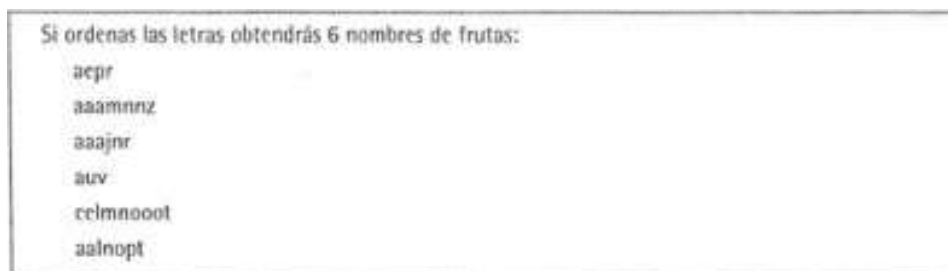 Si ordenas las letras obtendrás 6 nombres de frutas:
aepr
aaamnnz
aaajnr
auv
celmnooot
aalnopt